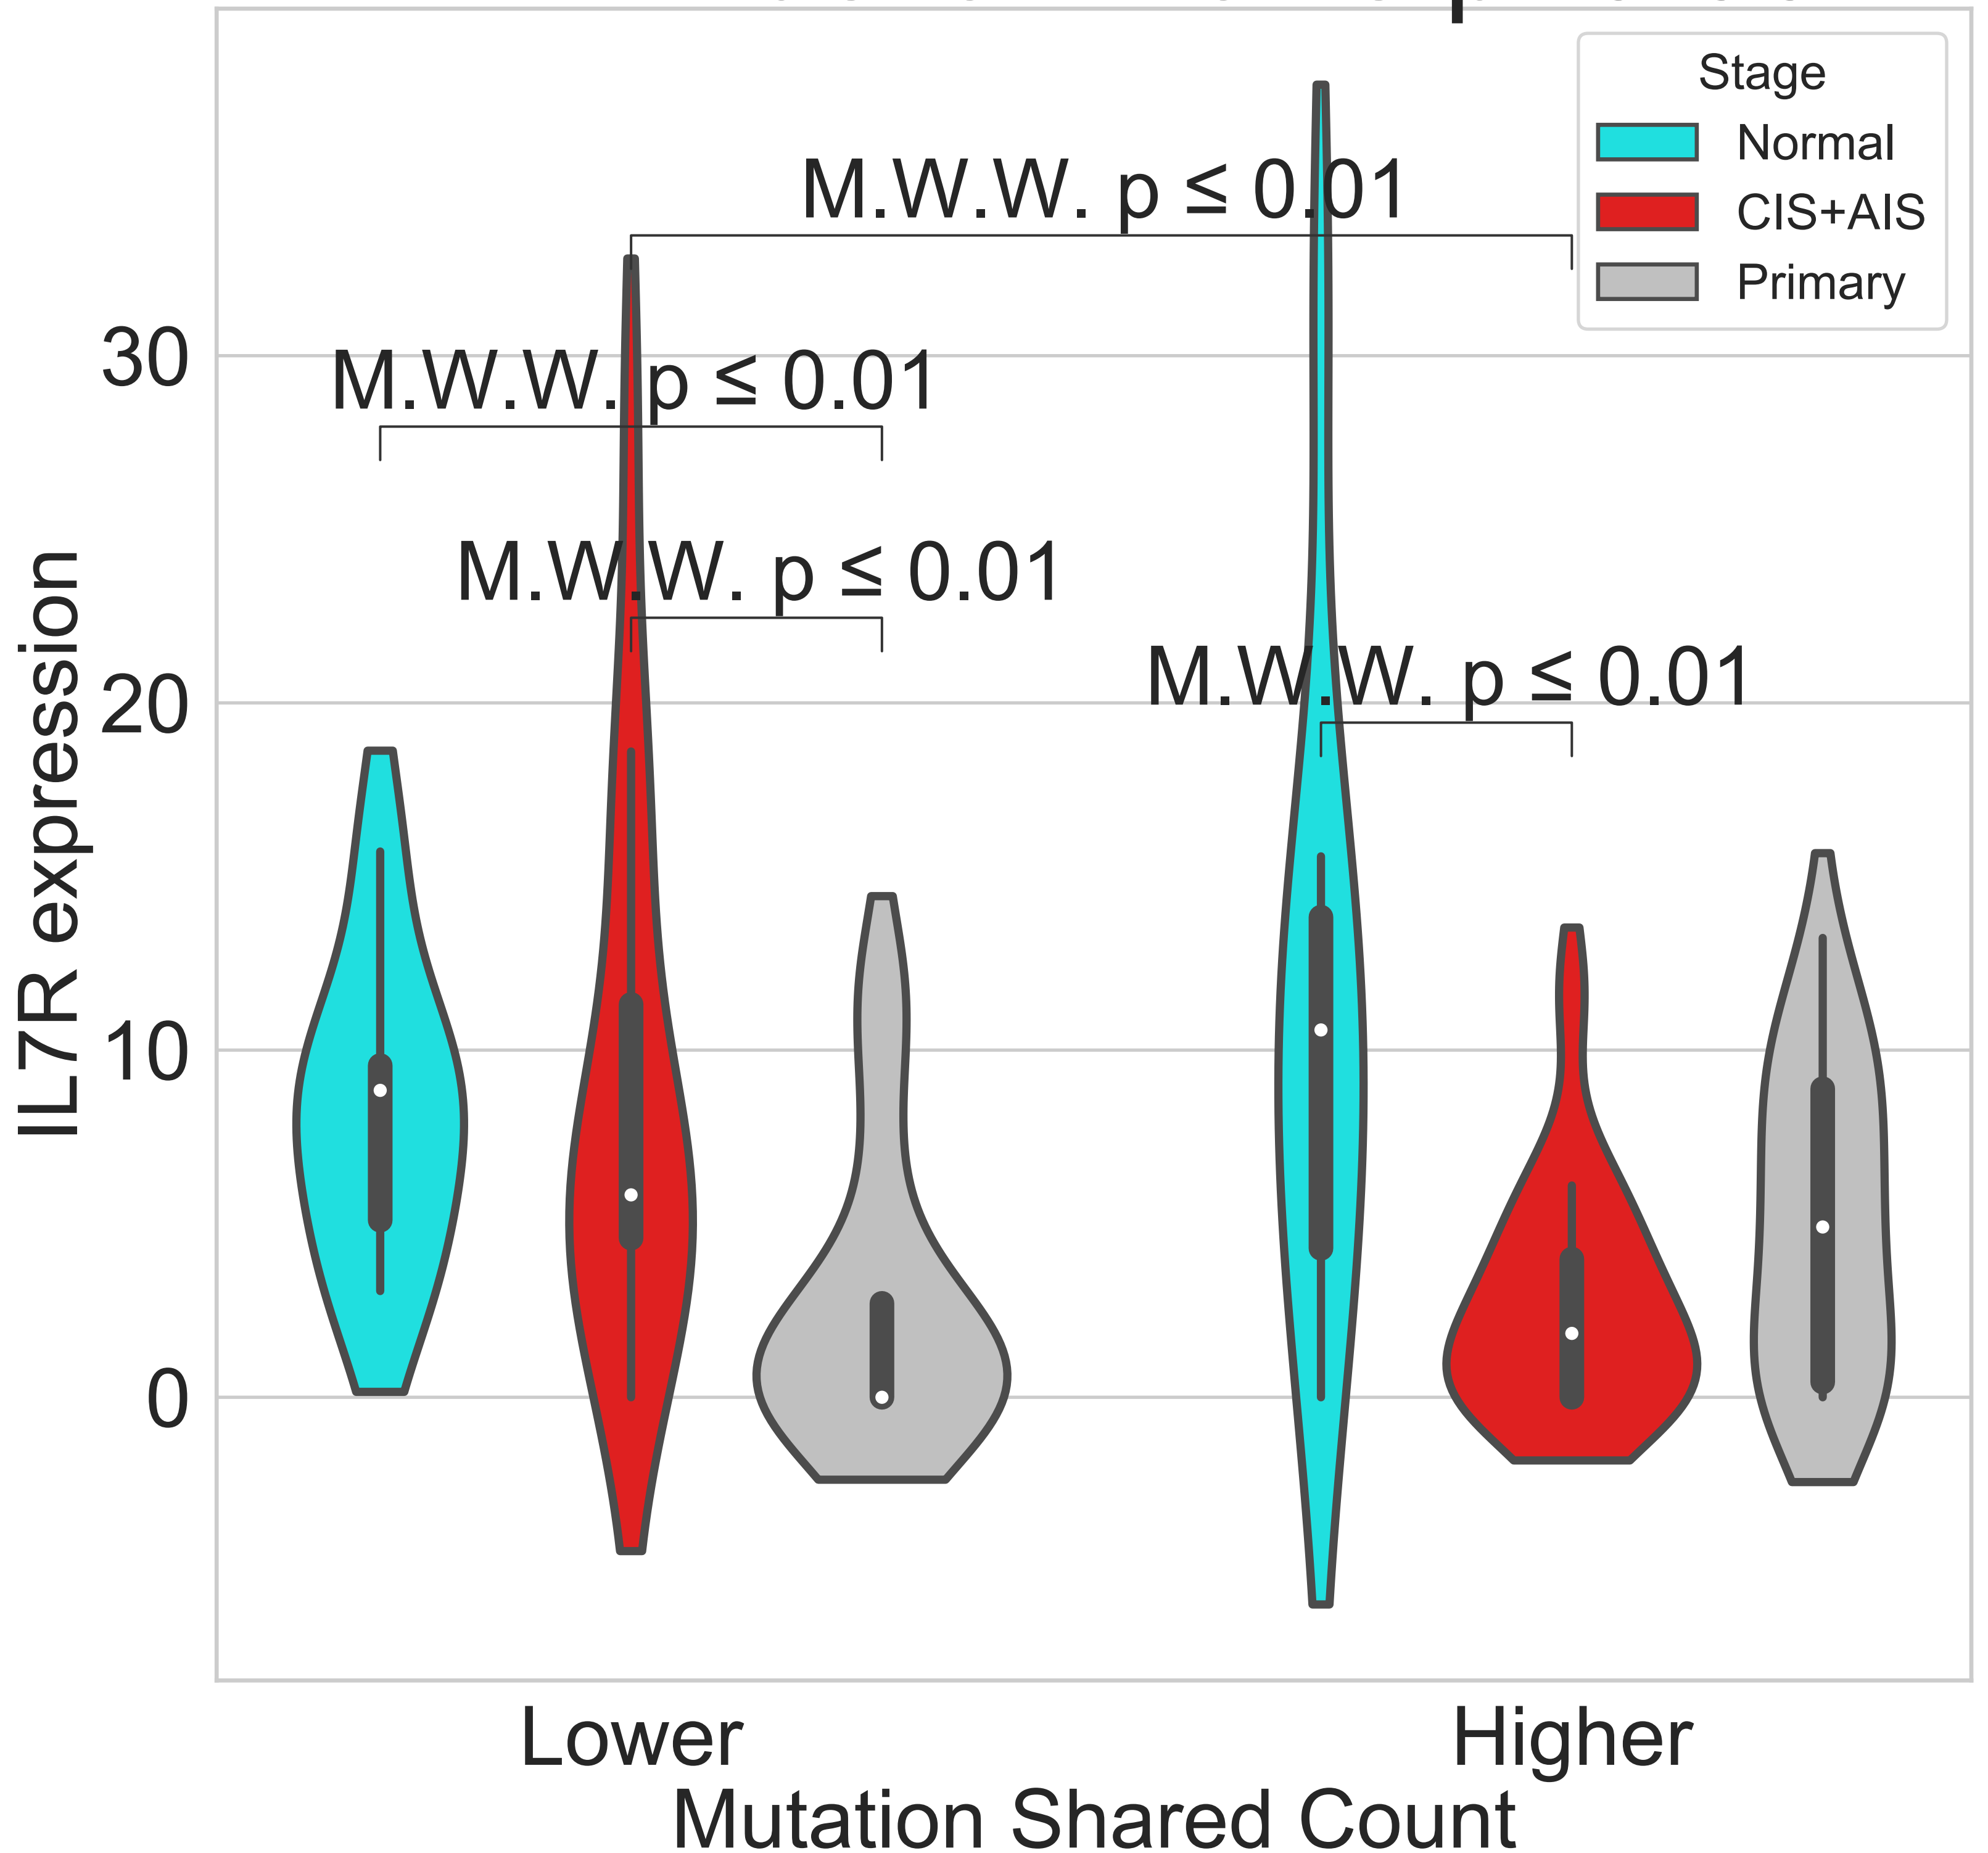 Stage
Normal
CIS+AIS
Primary
M.W.W. p ≤ 0.01
M.W.W. p ≤ 0.01
M.W.W. p ≤ 0.01
M.W.W. p ≤ 0.01
30
20
10
0
IL7R expression
Lower
Higher
Mutation Shared Count